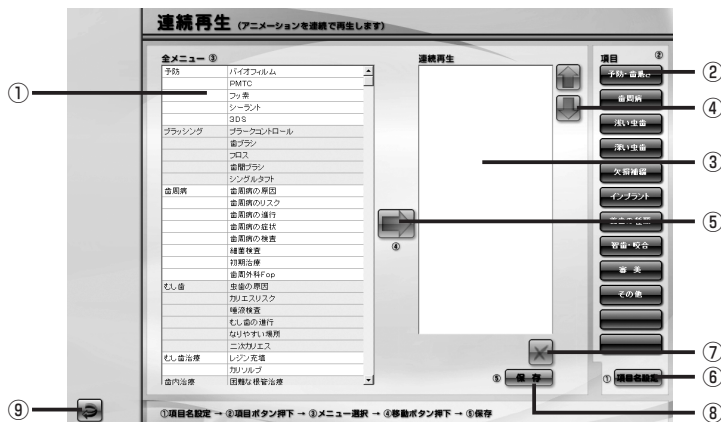 連続再生 (アニメーションを連続で再生します)
全メニュー ③
連続再生
項目 ②
予防 バイオフィルム
PMTC
フッ素
シーラント
3DS
ブラッシング プラークコントロール
歯ブラシ
フロス
歯間ブラシ
シングルタフト
歯周病 歯周病の原因
歯周病のリスク
歯周病の進行
歯周病の症状
歯周病の検査
細菌検査
初期治療
歯周外科Fop
むし歯 虫歯の原因
カリエスリスク
唾液検査
むし歯の進行
なりやすい場所
二次カリエス
むし歯治療 レジン充填
カリソルブ
歯内治療 困難な根管治療
④
歯周病
浅い虫歯
深い虫歯
欠損補綴
インプラント
智歯・咬合
審美
その他
⑤ 保存
① 項目名設定
①項目名設定 → ②項目ボタン押下 → ③メニュー選択 → ④移動ボタン押下 → ⑤保存
①
②
④
③
⑤
⑦
⑥
⑧
⑨